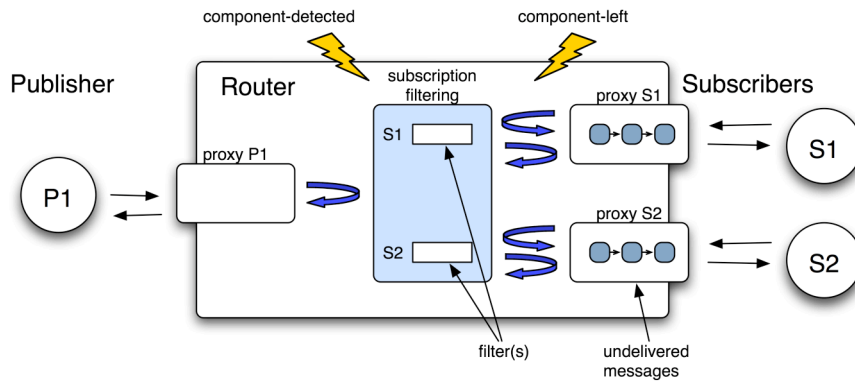 component-detected
component-left
Publisher
Router
subscription
filtering
proxy S1
Subscribers
S1
S1
proxy P1
P1
proxy S2
S2
S2
filter(s)
undelivered
messages